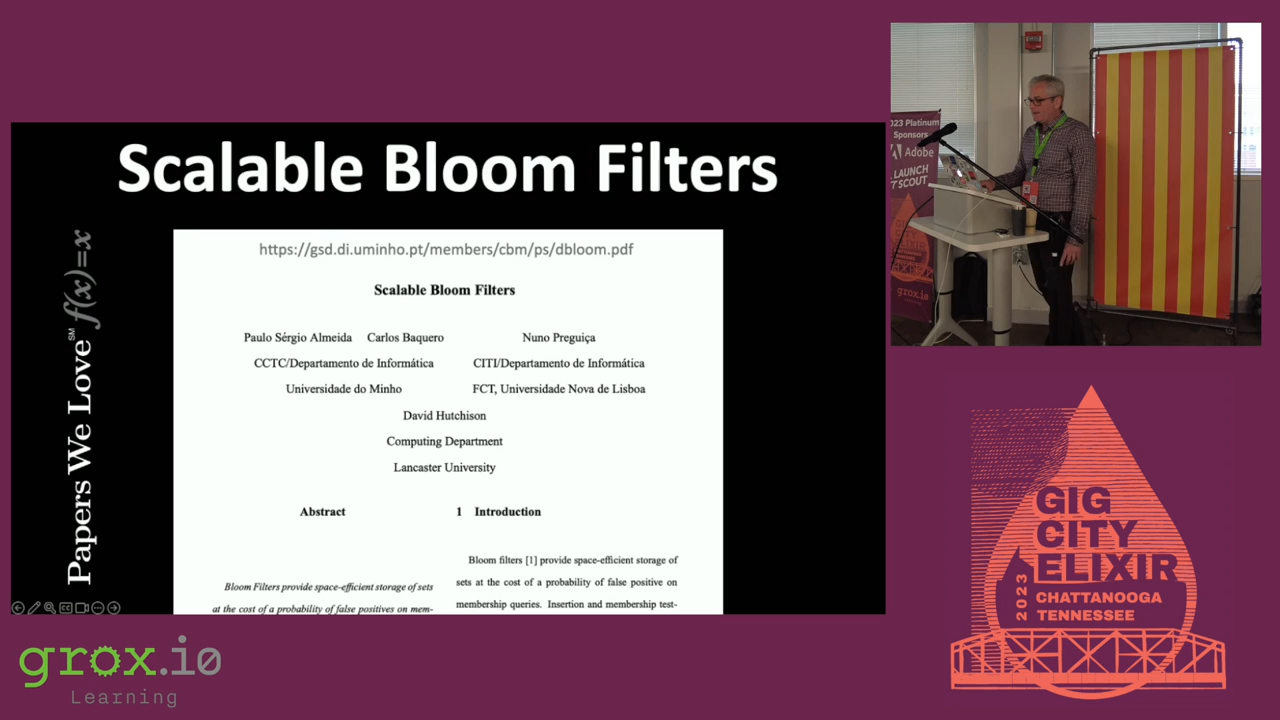 Scalable Bloom Filters
Papers We Love℠ f(x)=x
https://gsd.di.uminho.pt/members/cbm/ps/dbloom.pdf
Scalable Bloom Filters
Paulo Sérgio Almeida Carlos Baquero Nuno Preguiça
CCTC/Departamento de Informática CITI/Departamento de Informática
Universidade do Minho FCT, Universidade Nova de Lisboa
David Hutchison
Computing Department
Lancaster University
Abstract
Bloom Filters provide space-efficient storage of sets
at the cost of a probability of false positives on mem-
1 Introduction
Bloom filters [1] provide space-efficient storage of
sets at the cost of a probability of false positive on
membership queries. Insertion and membership test-
023 Platinum
Sponsors
Adobe
LAUNCH
T SCOUT
ELIXIR
grox.io
GIG
CITY
ELIXIR
2023
CHATTANOOGA
TENNESSEE
grox.io
Learning